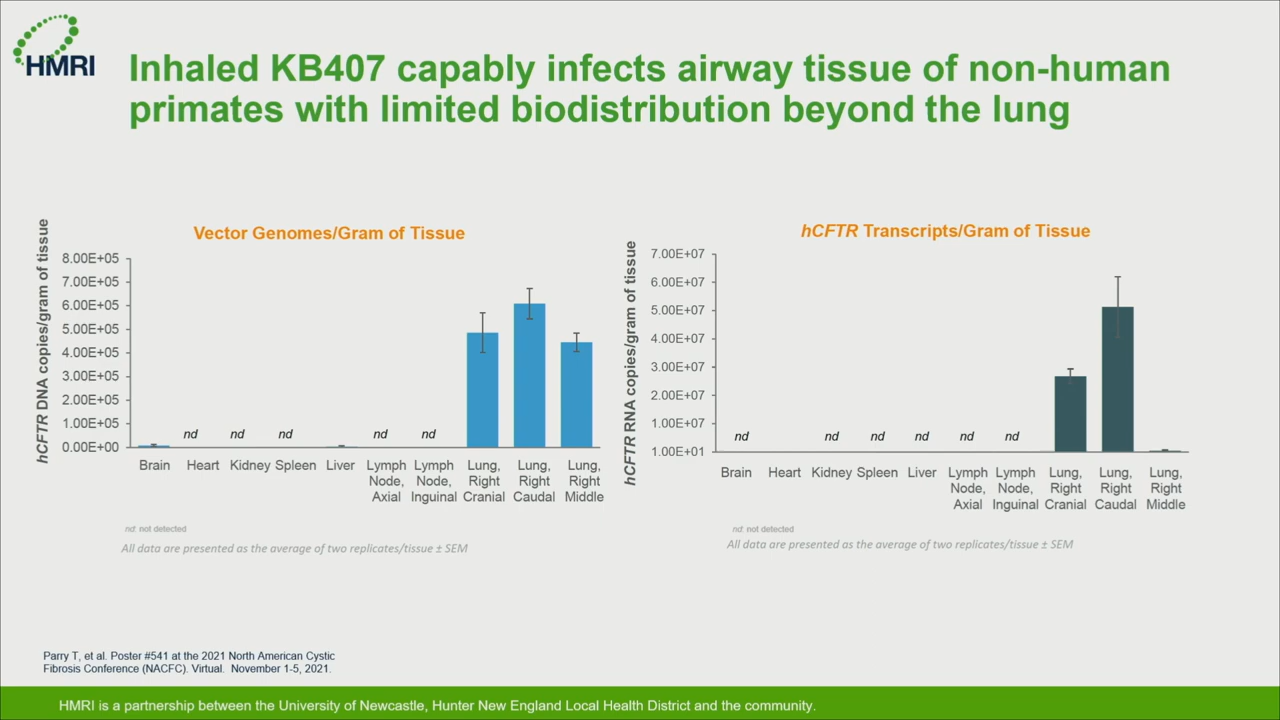 HMRI
Inhaled KB407 capably infects airway tissue of non-human
primates with limited biodistribution beyond the lung
Vector Genomes/Gram of Tissue
hCFTR DNA copies/gram of tissue
8.00E+05
7.00E+05
6.00E+05
5.00E+05
4.00E+05
3.00E+05
2.00E+05
1.00E+05
0.00E+00
nd nd nd nd nd
Brain Heart Kidney Spleen Liver Lymph Node, Axial Lymph Node, Inguinal Lung, Right Cranial Lung, Right Caudal Lung, Right Middle
nd: not detected
All data are presented as the average of two replicates/tissue ± SEM
hCFTR Transcripts/Gram of Tissue
hCFTR RNA copies/gram of tissue
7.00E+07
6.00E+07
5.00E+07
4.00E+07
3.00E+07
2.00E+07
1.00E+07
1.00E+01
nd nd nd nd nd nd
Brain Heart Kidney Spleen Liver Lymph Node, Axial Lymph Node, Inguinal Lung, Right Cranial Lung, Right Caudal Lung, Right Middle
nd: not detected
All data are presented as the average of two replicates/tissue ± SEM
Parry T, et al. Poster #541 at the 2021 North American Cystic
Fibrosis Conference (NACFC). Virtual. November 1-5, 2021.
HMRI is a partnership between the University of Newcastle, Hunter New England Local Health District and the community.